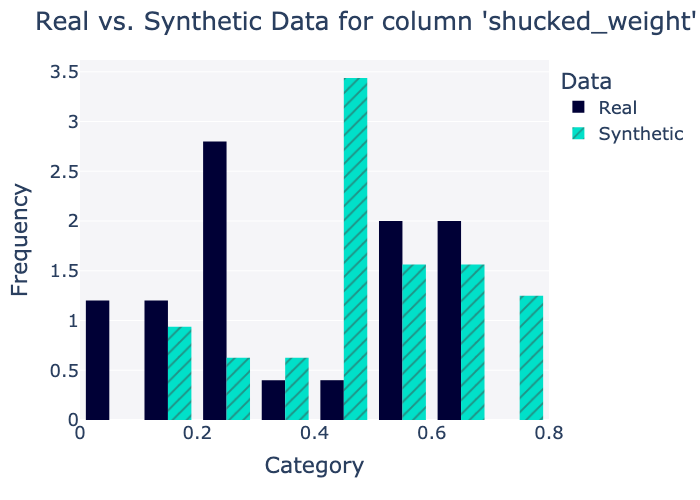 Real vs. Synthetic Data for column 'shucked_weight'
Data
Real
Synthetic
Frequency
3.5
3
2.5
2
1.5
1
0.5
0
0 0.2 0.4 0.6 0.8
Category